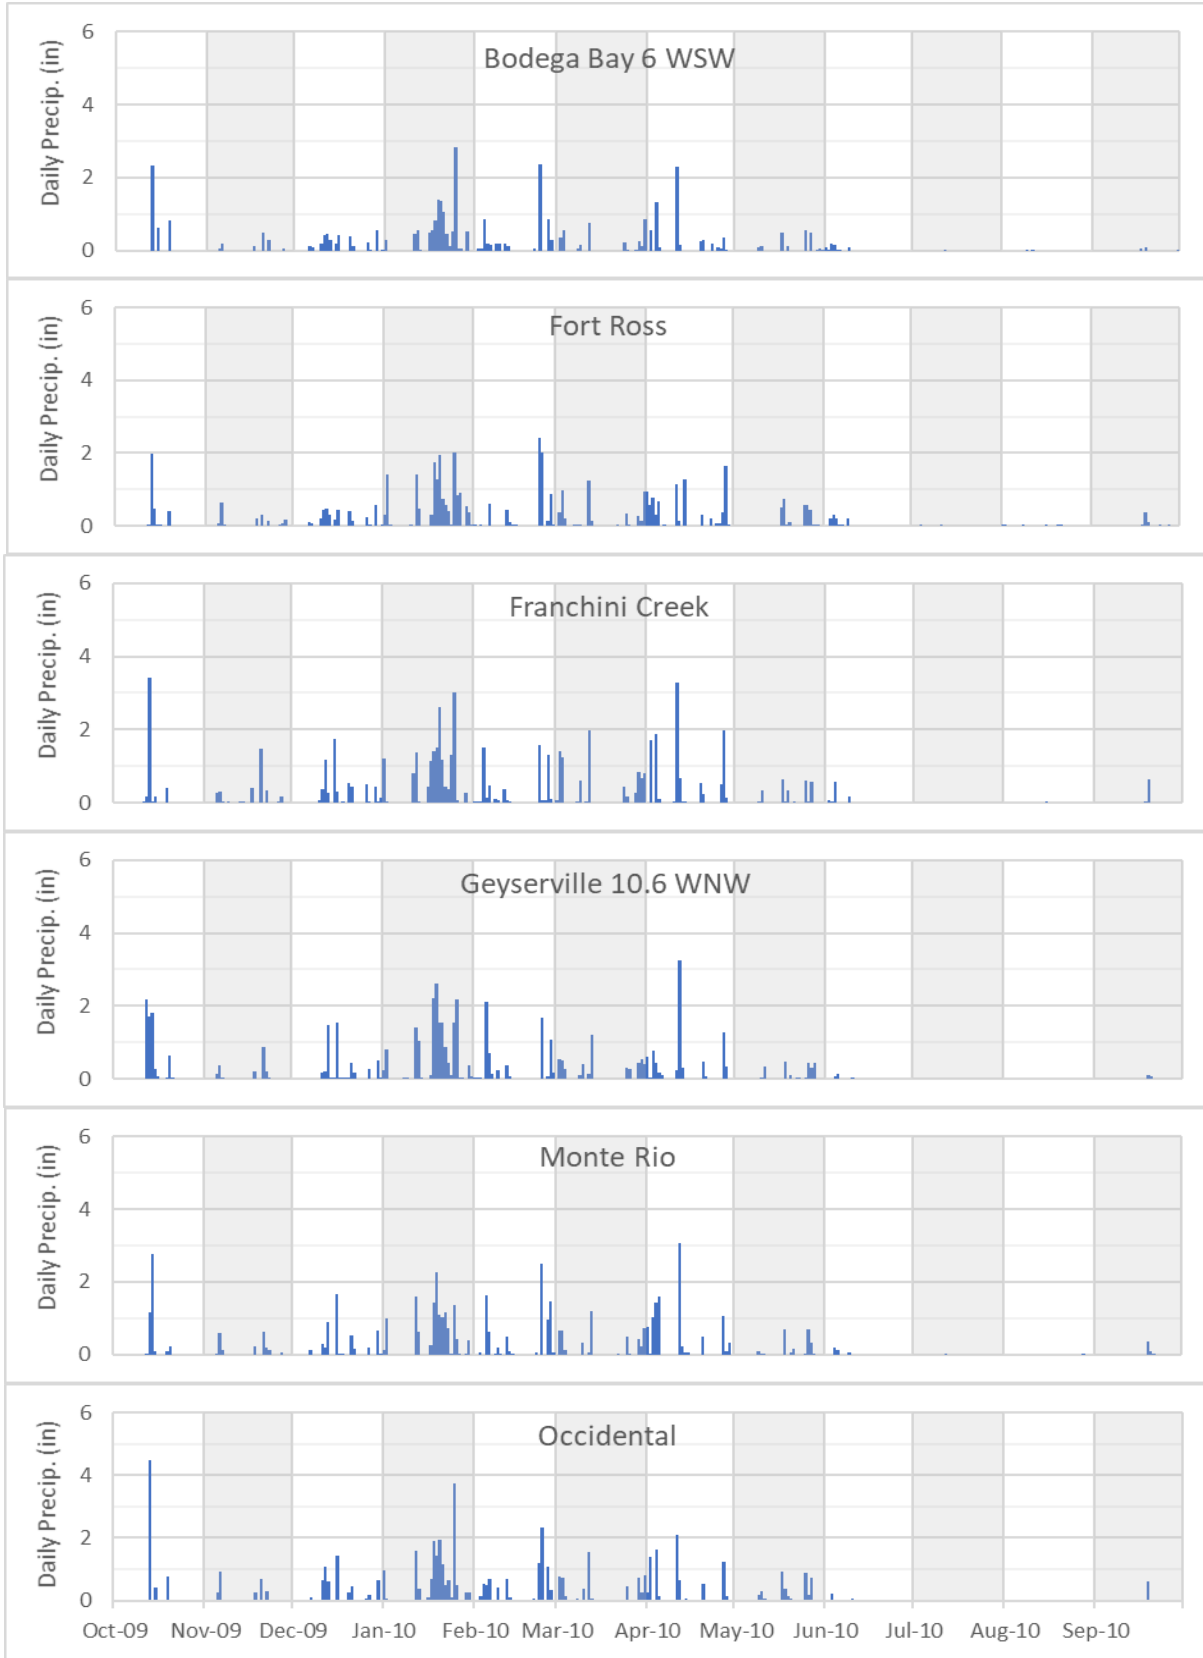 Bodega Bay 6 WSW
Daily Precip. (in)
6
4
2
0
Fort Ross
Daily Precip. (in)
6
4
2
0
Franchini Creek
Daily Precip. (in)
6
4
2
0
Geyserville 10.6 WNW
Daily Precip. (in)
6
4
2
0
Monte Rio
Daily Precip. (in)
6
4
2
0
Occidental
Daily Precip. (in)
6
4
2
0
Oct-09 Nov-09 Dec-09 Jan-10 Feb-10 Mar-10 Apr-10 May-10 Jun-10 Jul-10 Aug-10 Sep-10